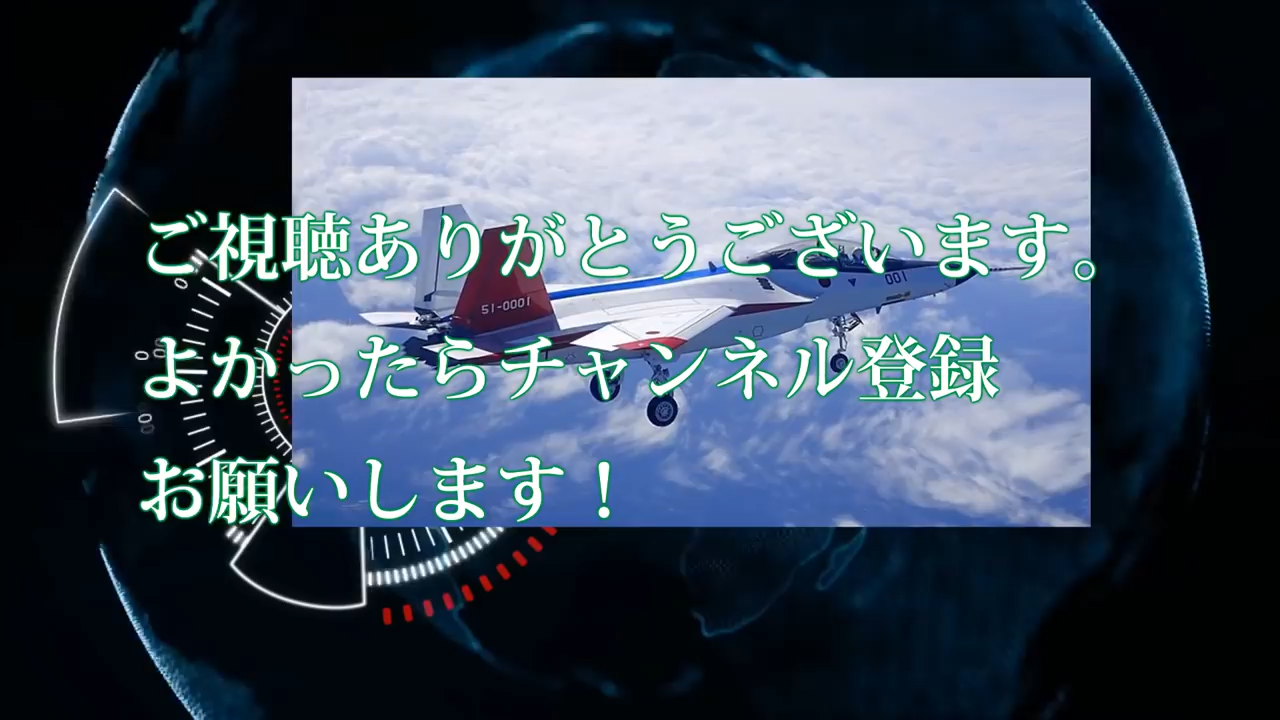 ご視聴ありがとうございます。
よかったらチャンネル登録
お願いします！
51-0001
001